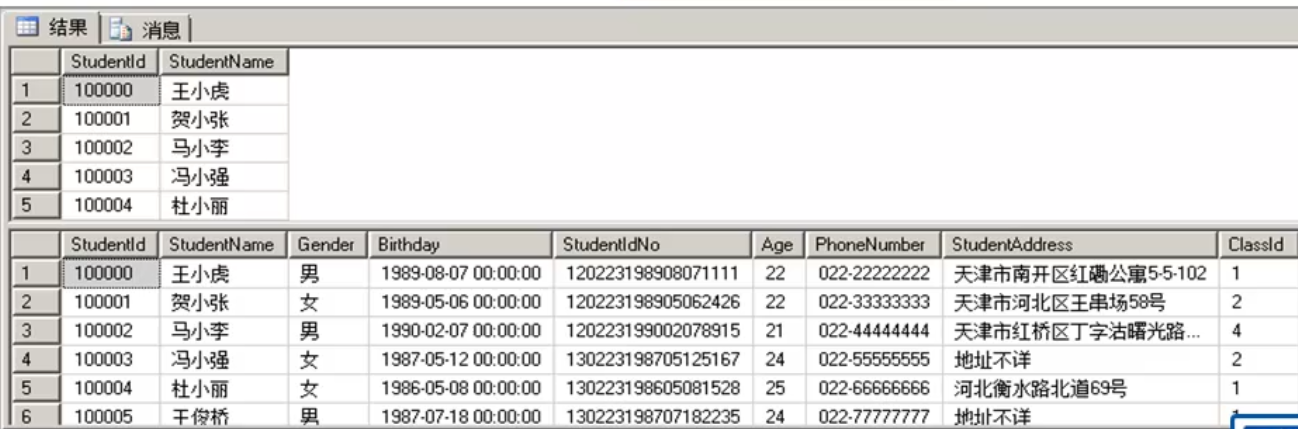 结果 消息
StudentId StudentName
1 100000 王小虎
2 100001 贺小张
3 100002 马小李
4 100003 冯小强
5 100004 杜小丽
StudentId StudentName Gender Birthday StudentIdNo Age PhoneNumber StudentAddress ClassId
1 100000 王小虎 男 1989-08-07 00:00:00 120223198908071111 22 022-22222222 天津市南开区红磡公寓5-5-102 1
2 100001 贺小张 女 1989-05-06 00:00:00 120223198905062426 22 022-33333333 天津市河北区王串场58号 2
3 100002 马小李 男 1990-02-07 00:00:00 120223199002078915 21 022-44444444 天津市红桥区丁字沽曙光路... 4
4 100003 冯小强 女 1987-05-12 00:00:00 130223198705125167 24 022-55555555 地址不详 2
5 100004 杜小丽 女 1986-05-08 00:00:00 130223198605081528 25 022-66666666 河北衡水路北道69号 1
6 100005 王俊桥 男 1987-07-18 00:00:00 130223198707182235 24 022-77777777 地址不详